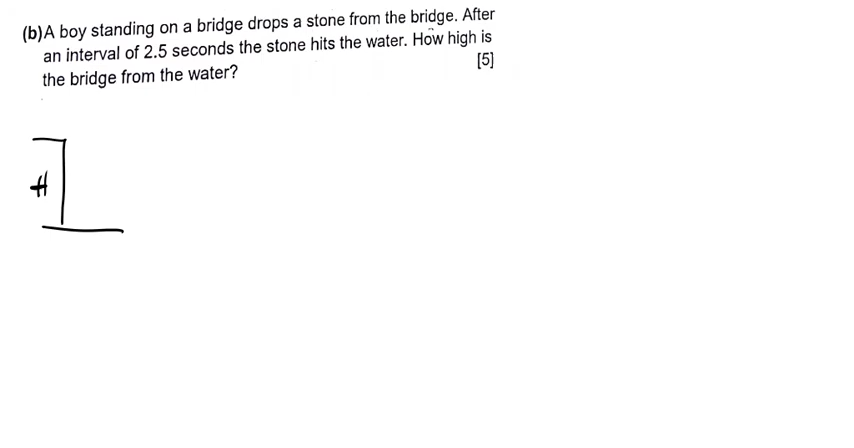 (b)A boy standing on a bridge drops a stone from the bridge. After
an interval of 2.5 seconds the stone hits the water. How high is
the bridge from the water? [5]
H